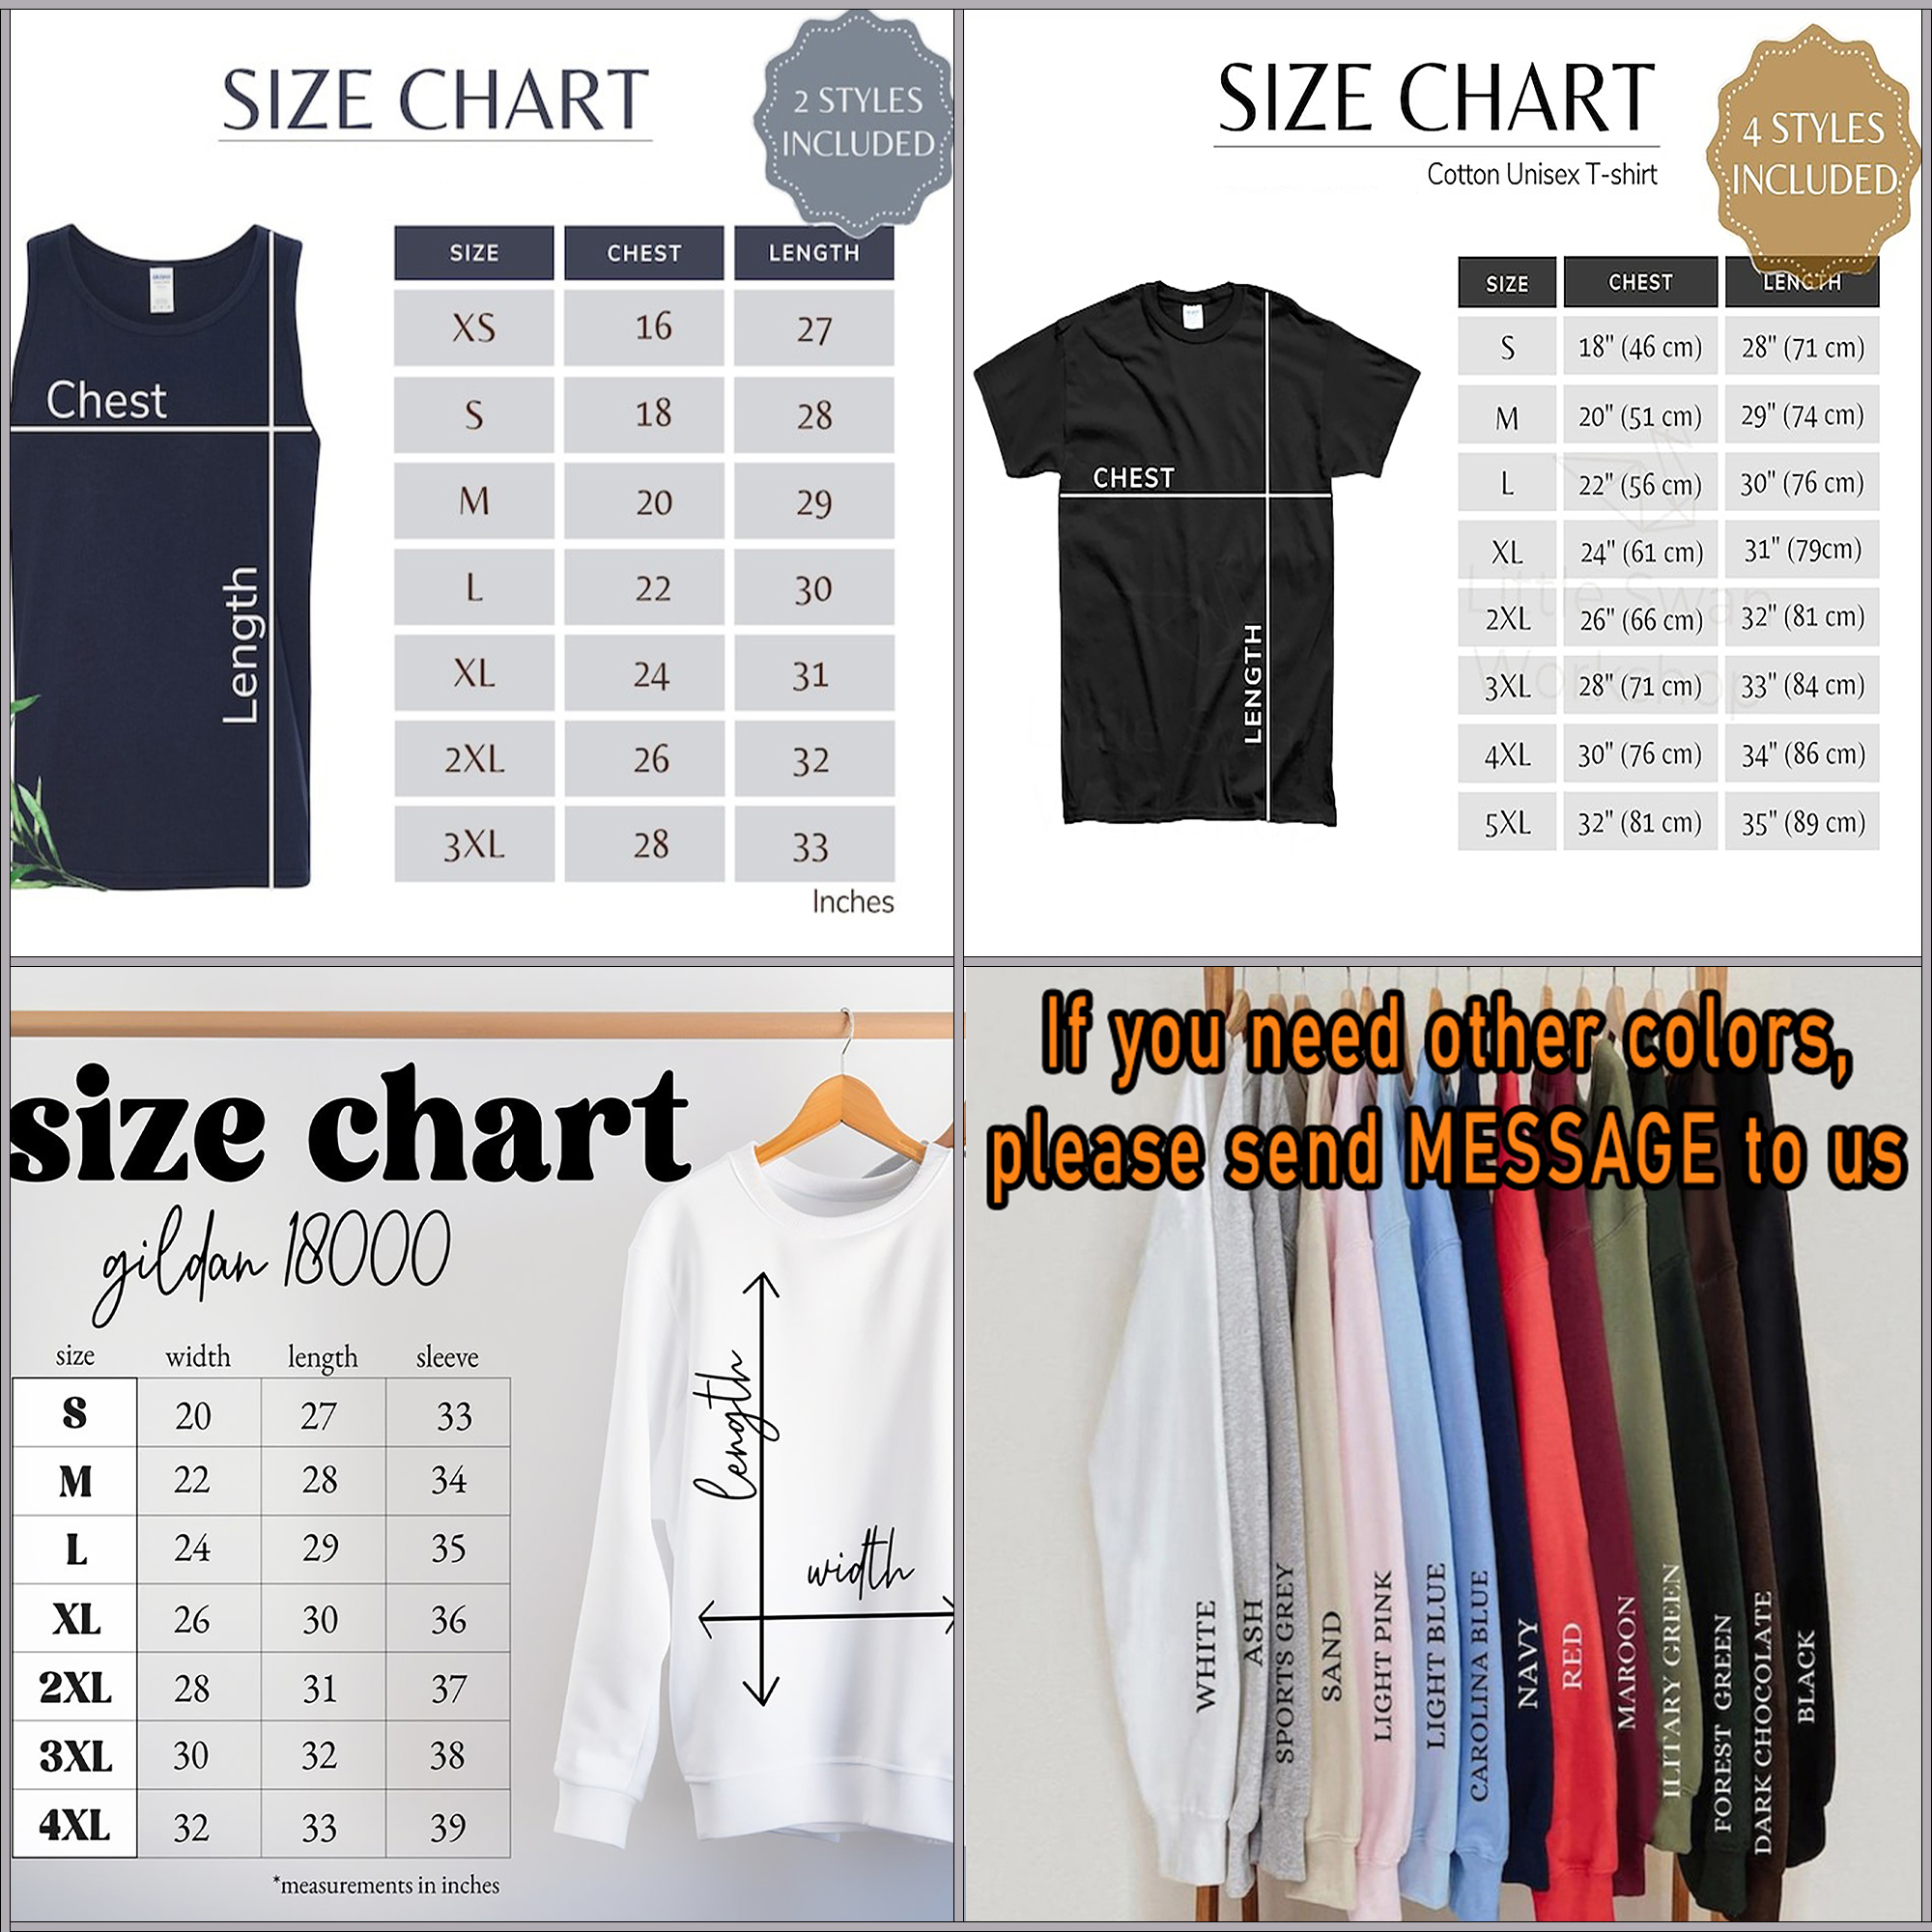 SIZE CHART
2 STYLES
INCLUDED
SIZE CHEST LENGTH
XS 16 27
S 18 28
M 20 29
L 22 30
XL 24 31
2XL 26 32
3XL 28 33
Inches
Chest
Length
SIZE CHART
Cotton Unisex T-shirt
4 STYLES
INCLUDED
SIZE CHEST LENGTH
S 18" (46 cm) 28" (71 cm)
M 20" (51 cm) 29" (74 cm)
L 22" (56 cm) 30" (76 cm)
XL 24" (61 cm) 31" (79cm)
2XL 26" (66 cm) 32" (81 cm)
3XL 28" (71 cm) 33" (84 cm)
4XL 30" (76 cm) 34" (86 cm)
5XL 32" (81 cm) 35" (89 cm)
CHEST
LENGTH
Little Swan
Workshop
size chart
gildan 18000
size width length sleeve
S 20 27 33
M 22 28 34
L 24 29 35
XL 26 30 36
2XL 28 31 37
3XL 30 32 38
4XL 32 33 39
*measurements in inches
length
width
If you need other colors,
please send MESSAGE to us
WHITE
ASH
SPORTS GREY
SAND
LIGHT PINK
LIGHT BLUE
CAROLINA BLUE
NAVY
RED
MAROON
ILITARY GREEN
FOREST GREEN
DARK CHOCOLATE
BLACK